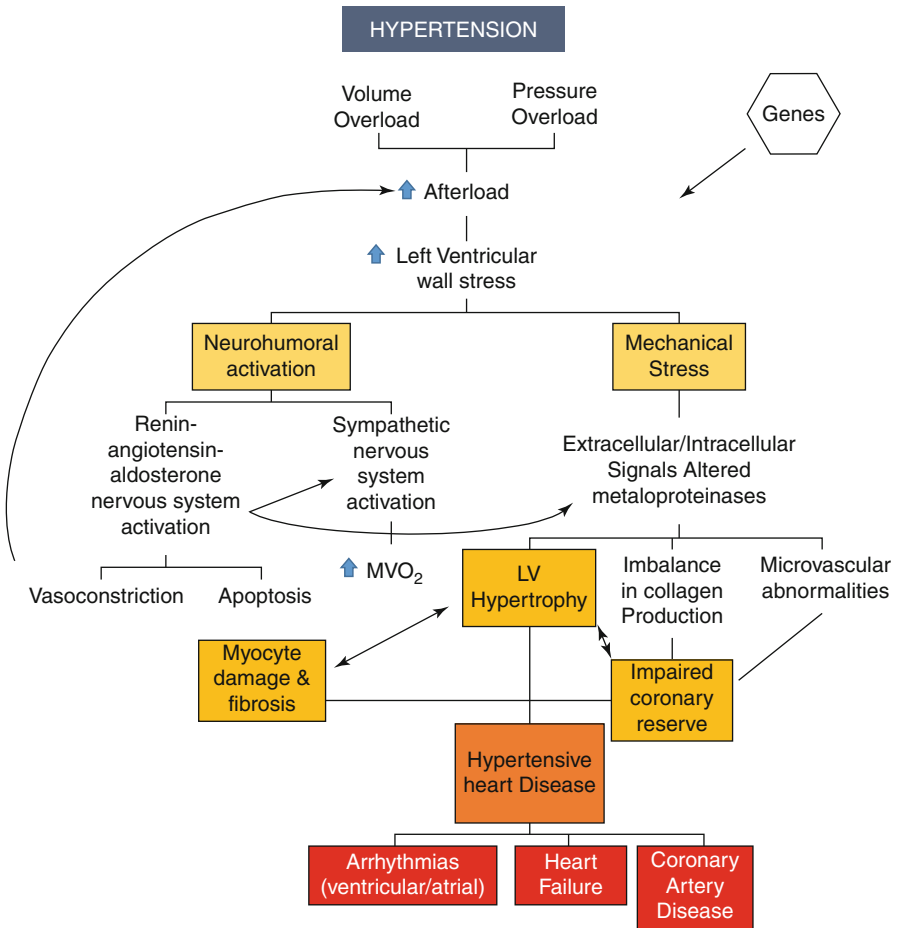 HYPERTENSION
Volume
Overload
Pressure
Overload
Genes
Afterload
Left Ventricular
wall stress
Neurohumoral
activation
Mechanical
Stress
Renin-
angiotensin-
aldosterone
nervous system
activation
Sympathetic
nervous
system
activation
Extracellular/Intracellular
Signals Altered
metaloproteinases
Vasoconstriction
Apoptosis
MVO₂
LV
Hypertrophy
Imbalance
in collagen
Production
Microvascular
abnormalities
Myocyte
damage &
fibrosis
Impaired
coronary
reserve
Hypertensive
heart Disease
Arrhythmias
(ventricular/atrial)
Heart
Failure
Coronary
Artery
Disease